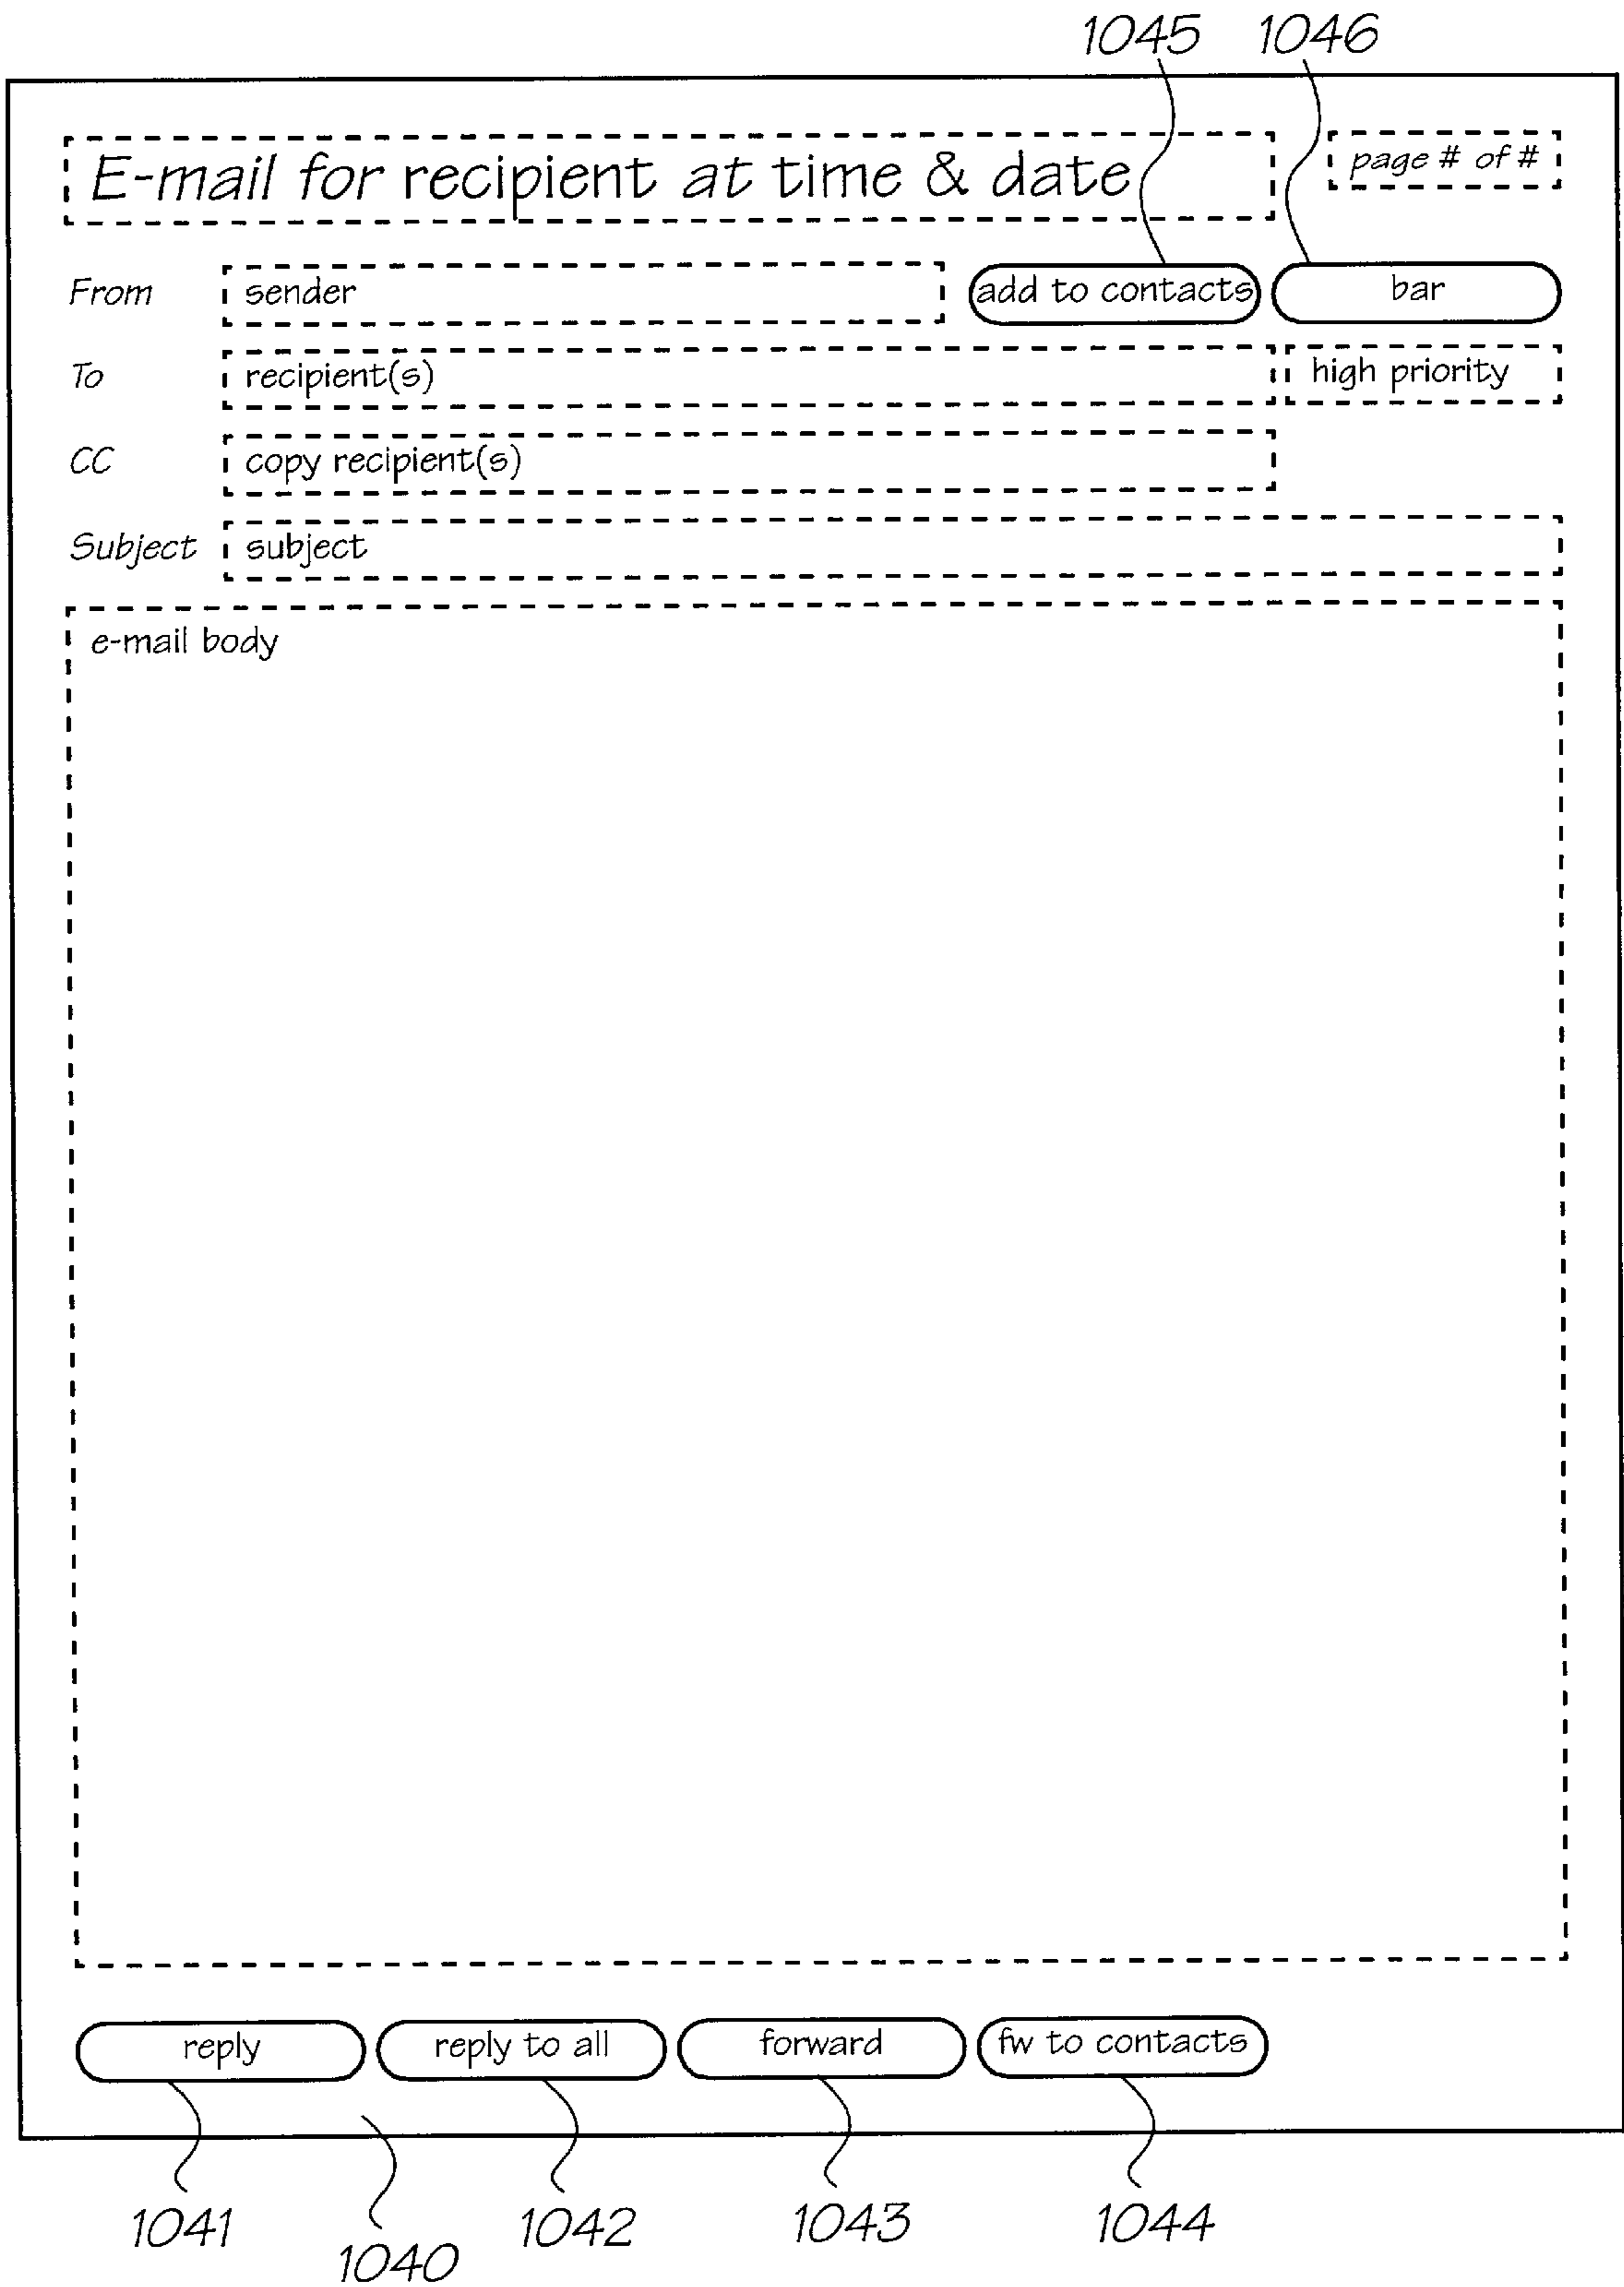 1045 1046
E-mail for recipient at time & date page # of #
From sender add to contacts bar
To recipient(s) high priority
CC copy recipient(s)
Subject subject
e-mail body
reply reply to all forward fw to contacts
1041 1040 1042 1043 1044